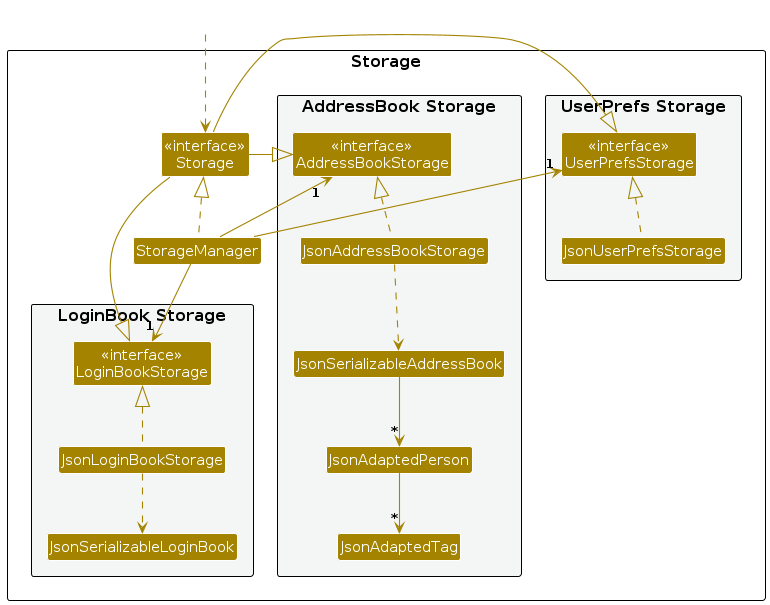 Storage
AddressBook Storage
UserPrefs Storage
«interface»
Storage
«interface»
AddressBookStorage
«interface»
UserPrefsStorage
1
1
StorageManager
JsonAddressBookStorage
JsonUserPrefsStorage
LoginBook Storage
1
«interface»
LoginBookStorage
JsonSerializableAddressBook
*
JsonLoginBookStorage
JsonAdaptedPerson
*
JsonSerializableLoginBook
JsonAdaptedTag